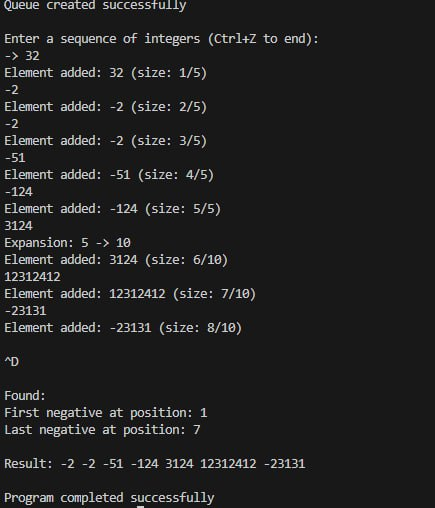 Queue created successfully
Enter a sequence of integers (Ctrl+Z to end):
-> 32
Element added: 32 (size: 1/5)
-2
Element added: -2 (size: 2/5)
-2
Element added: -2 (size: 3/5)
-51
Element added: -51 (size: 4/5)
-124
Element added: -124 (size: 5/5)
3124
Expansion: 5 -> 10
Element added: 3124 (size: 6/10)
12312412
Element added: 12312412 (size: 7/10)
-23131
Element added: -23131 (size: 8/10)
^D
Found:
First negative at position: 1
Last negative at position: 7
Result: -2 -2 -51 -124 3124 12312412 -23131
Program completed successfully